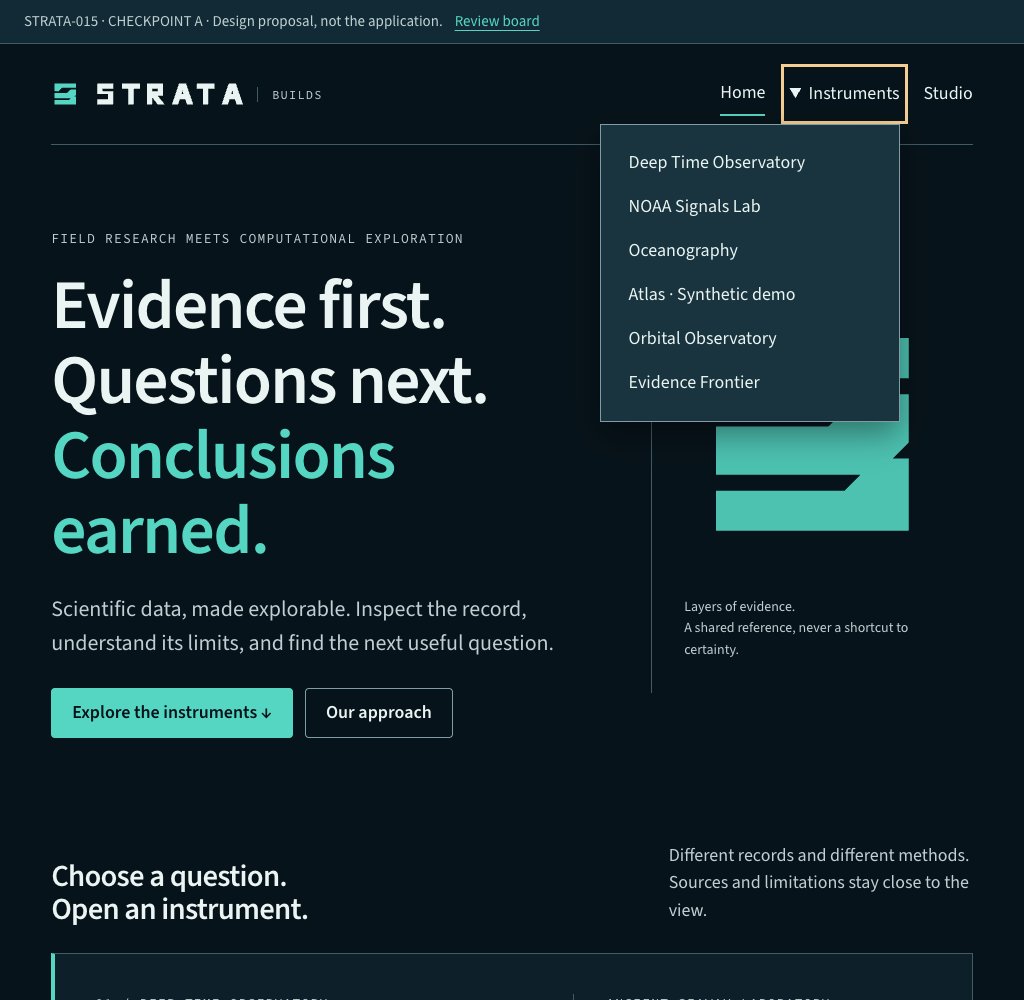 STRATA-015 · CHECKPOINT A · Design proposal, not the application. Review board
STRATA BUILDS
Home
▼ Instruments
Studio
Deep Time Observatory
NOAA Signals Lab
Oceanography
Atlas · Synthetic demo
Orbital Observatory
Evidence Frontier
FIELD RESEARCH MEETS COMPUTATIONAL EXPLORATION
Evidence first.
Questions next.
Conclusions
earned.
Scientific data, made explorable. Inspect the record,
understand its limits, and find the next useful question.
Explore the instruments ↓
Our approach
Layers of evidence.
A shared reference, never a shortcut to
certainty.
Choose a question.
Open an instrument.
Different records and different methods.
Sources and limitations stay close to the
view.